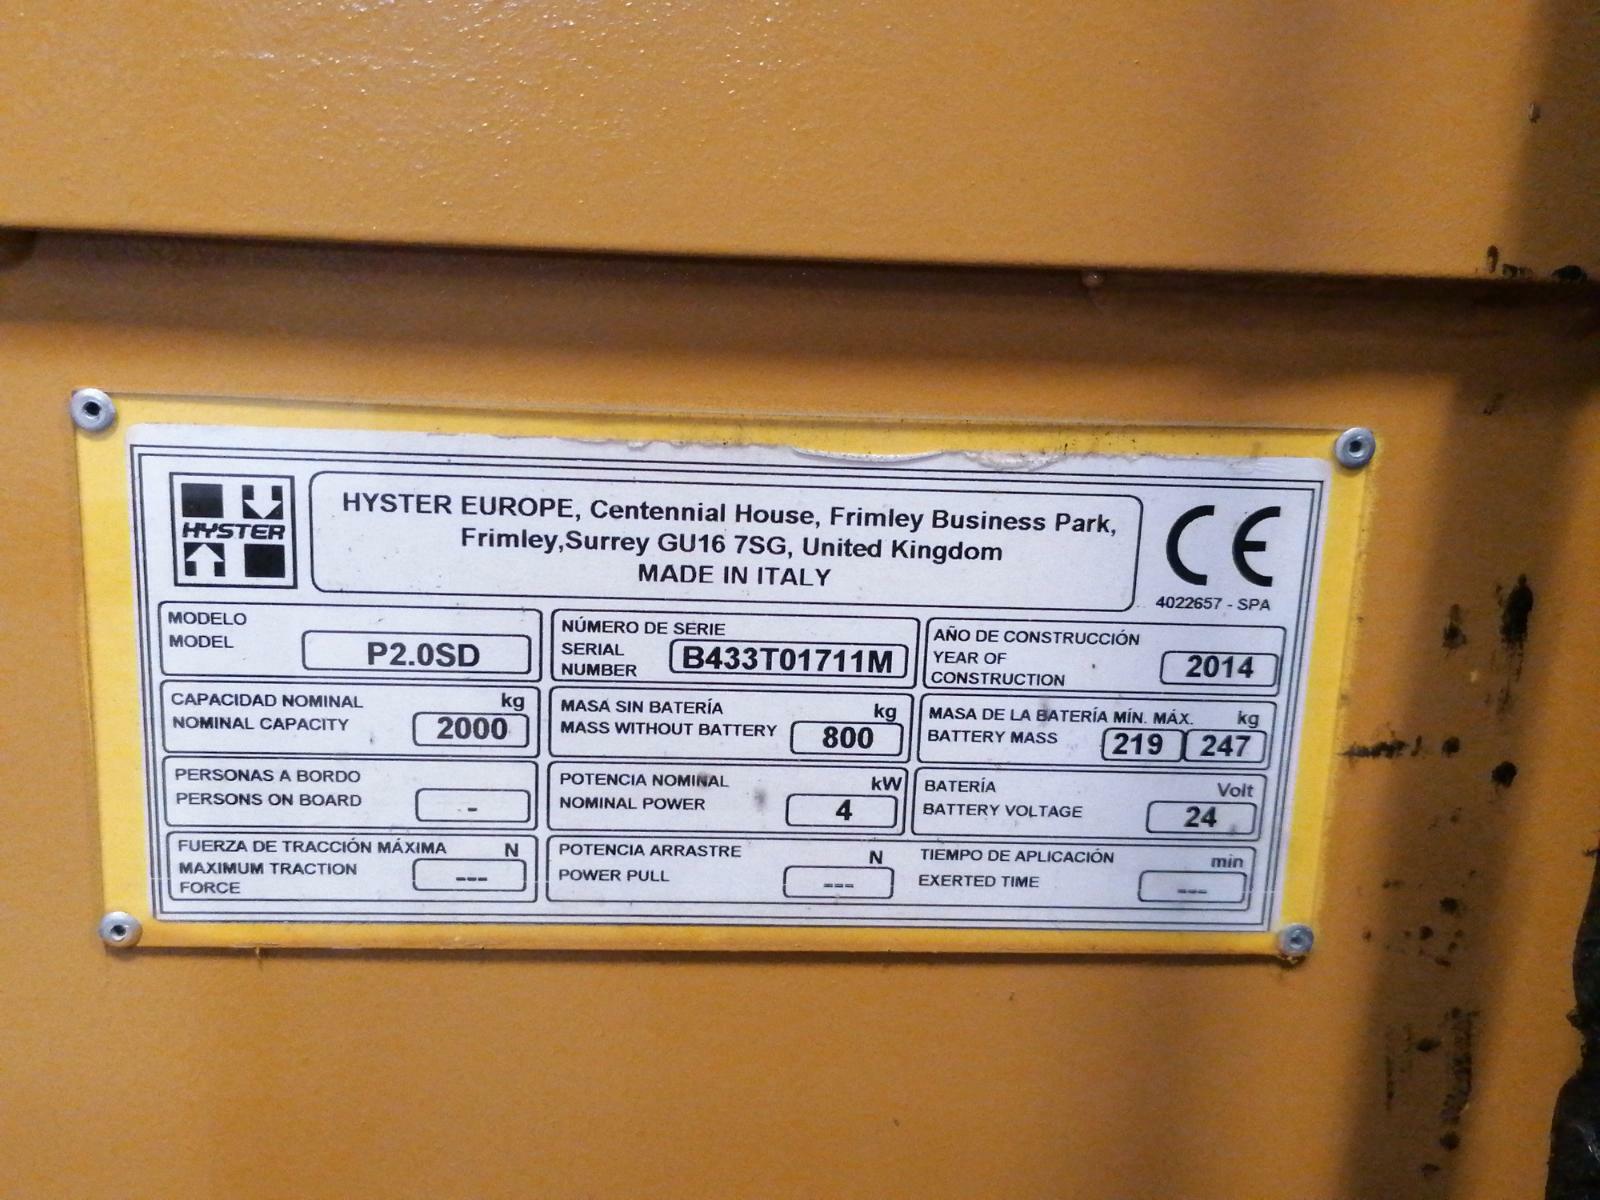 HYSTER
HYSTER EUROPE, Centennial House, Frimley Business Park,
Frimley,Surrey GU16 7SG, United Kingdom
MADE IN ITALY
CE
4022657 - SPA
MODELO
MODEL
P2.0SD
NÚMERO DE SERIE
SERIAL
NUMBER
B433T01711M
AÑO DE CONSTRUCCIÓN
YEAR OF
CONSTRUCTION
2014
CAPACIDAD NOMINAL kg
NOMINAL CAPACITY 2000
MASA SIN BATERÍA kg
MASS WITHOUT BATTERY 800
MASA DE LA BATERÍA MÍN. MÁX. kg
BATTERY MASS 219 247
PERSONAS A BORDO
PERSONS ON BOARD -
POTENCIA NOMINAL kW
NOMINAL POWER 4
BATERÍA Volt
BATTERY VOLTAGE 24
FUERZA DE TRACCIÓN MÁXIMA N
MAXIMUM TRACTION ---
FORCE
POTENCIA ARRASTRE N
POWER PULL ---
TIEMPO DE APLICACIÓN min
EXERTED TIME ---